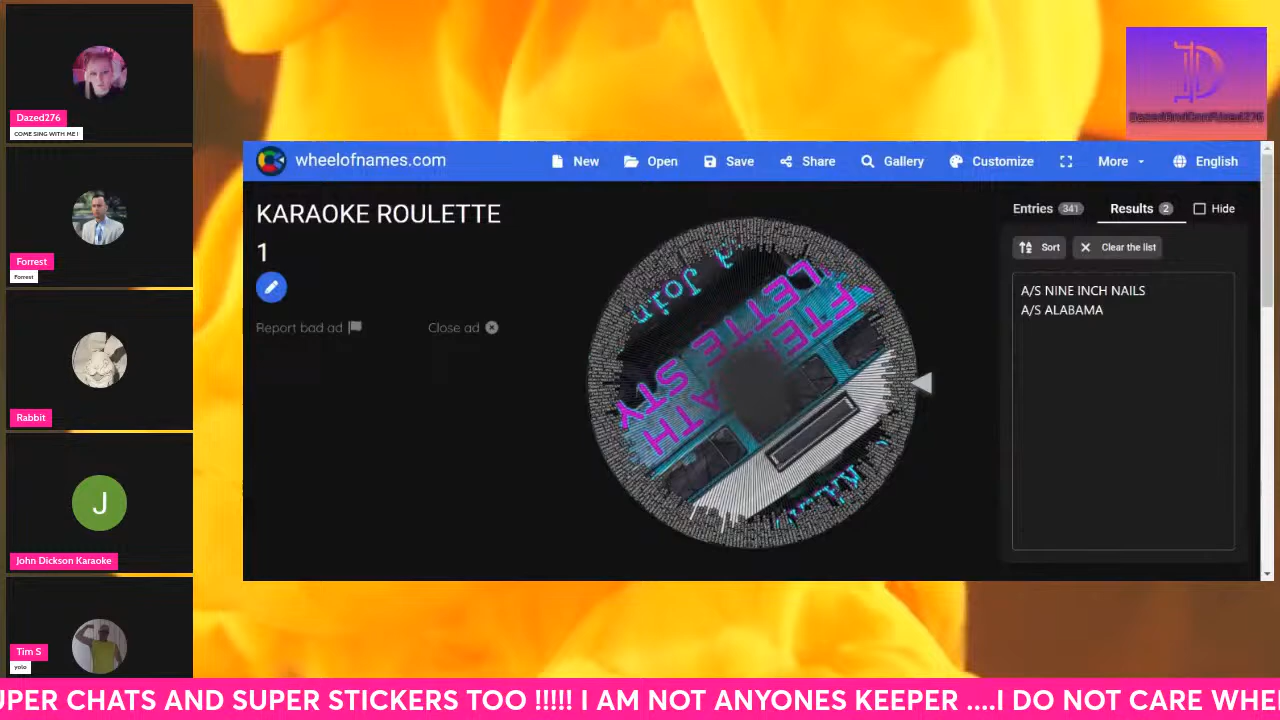 Dazed276
COME SING WITH ME !
Forrest
Forrest
Rabbit
J
John Dickson Karaoke
Tim S
yolo
D
DazedAndConFUzed276
wheelofnames.com
New
Open
Save
Share
Gallery
Customize
More
English
KARAOKE ROULETTE
1
Report bad ad
Close ad
Join
Entries 341
Results 2
Hide
Sort
Clear the list
A/S NINE INCH NAILS
A/S ALABAMA
UPER CHATS AND SUPER STICKERS TOO !!!!! I AM NOT ANYONES KEEPER ....I DO NOT CARE WHE